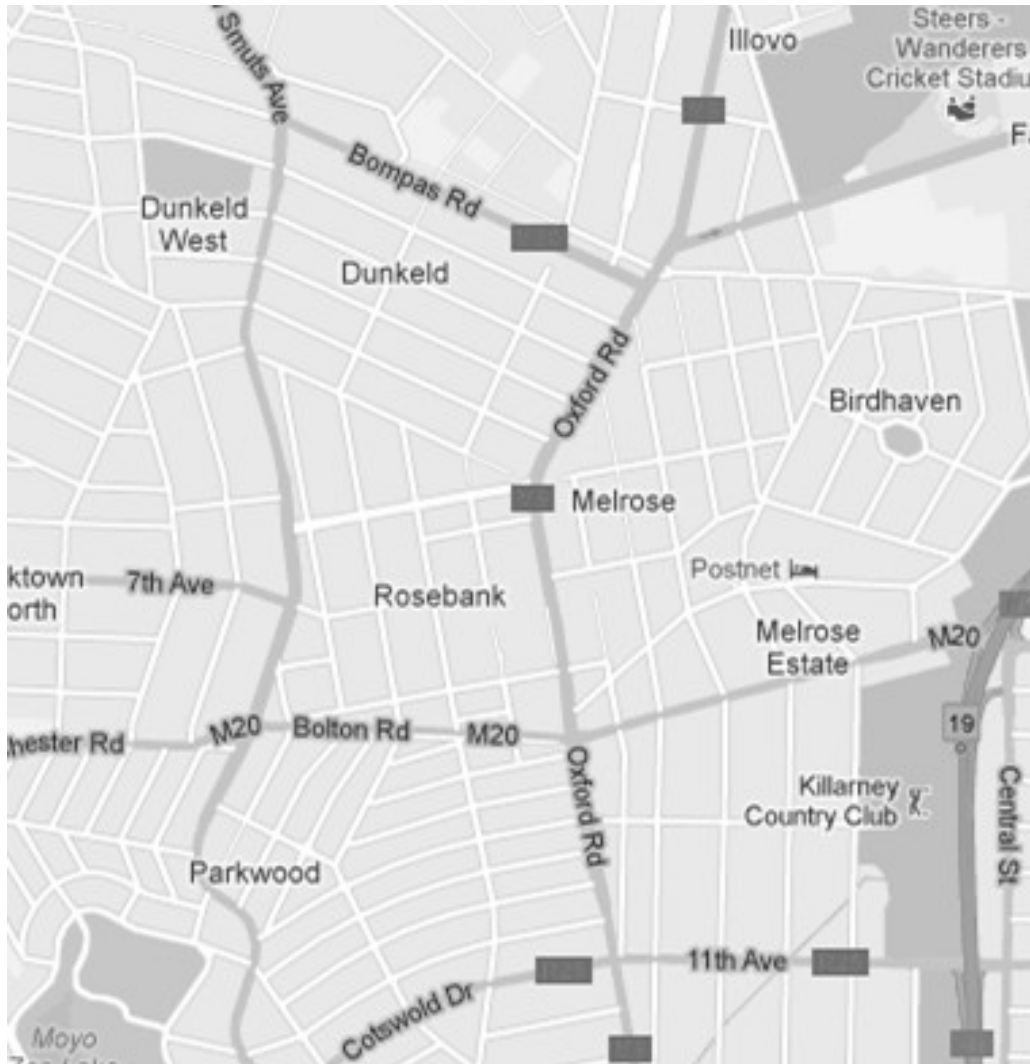 Smuts Ave
Illovo
Steers -
Wanderers
Cricket Stadiu
Bompas Rd
Dunkeld
West
Dunkeld
Oxford Rd
Birdhaven
Melrose
ktown
orth
7th Ave
Rosebank
Postnet
Melrose
Estate
M20
M20
Bolton Rd
M20
hester Rd
19
Oxford Rd
Killarney
Country Club
Central St
Parkwood
11th Ave
Cotswold Dr
Moyo